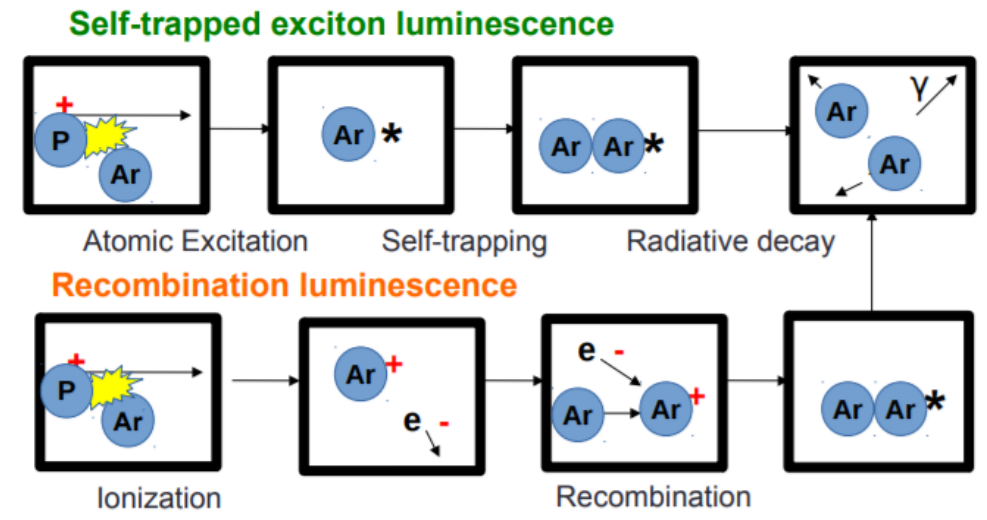 Self-trapped exciton luminescence
+
P
Ar
Ar *
Ar Ar *
Ar
γ
Ar
Atomic Excitation
Self-trapping
Radiative decay
Recombination luminescence
+
P
Ar
Ar +
e -
e -
Ar
Ar +
Ar Ar *
Ionization
Recombination